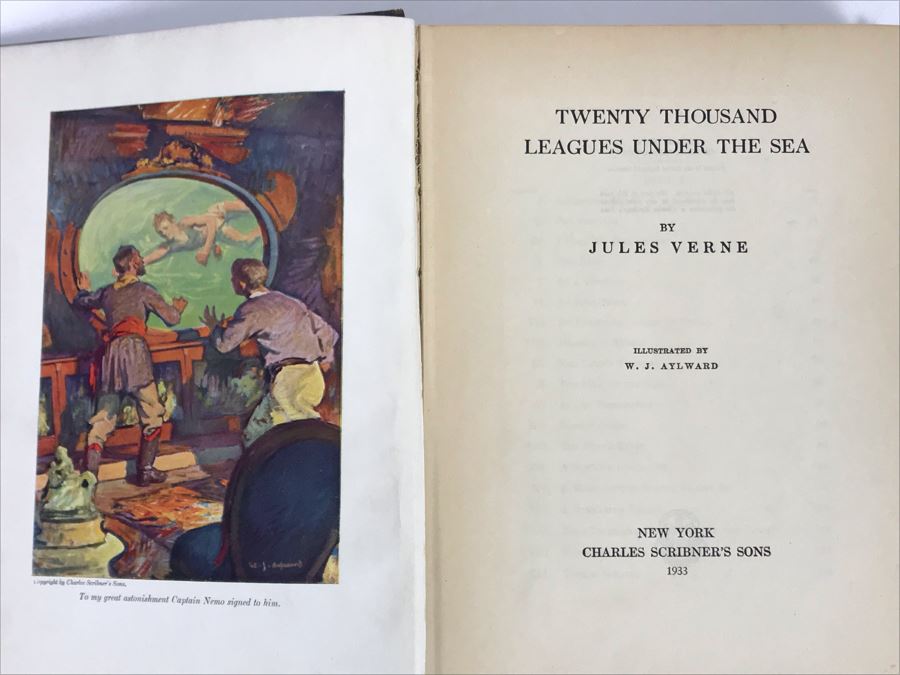 W. J. Aylward
Copyright by Charles Scribner's Sons.
To my great astonishment Captain Nemo signed to him.
TWENTY THOUSAND
LEAGUES UNDER THE SEA
BY
JULES VERNE
ILLUSTRATED BY
W. J. AYLWARD
NEW YORK
CHARLES SCRIBNER'S SONS
1933